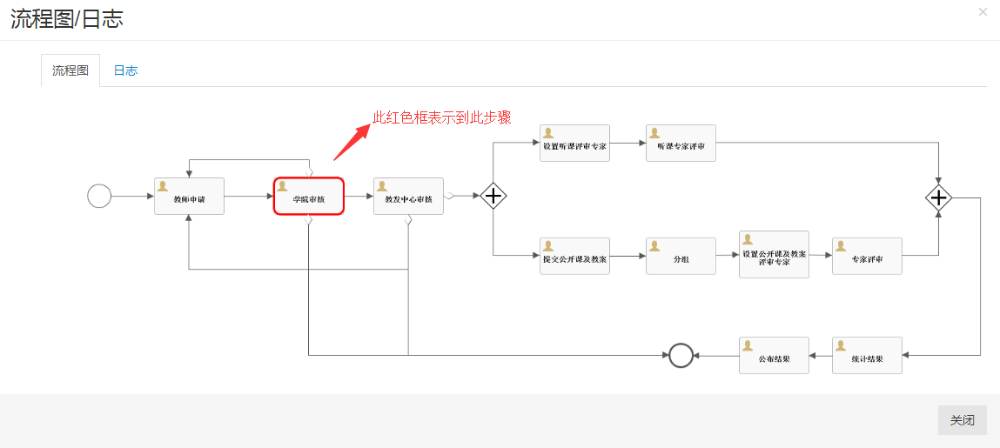 流程图/日志
×
流程图
日志
此红色框表示到此步骤
设置听课评审专家
听课专家评审
教师申请
学院审核
教发中心审核
提交公开课及教案
分组
设置公开课及教案
评审专家
专家评审
公布结果
统计结果
关闭